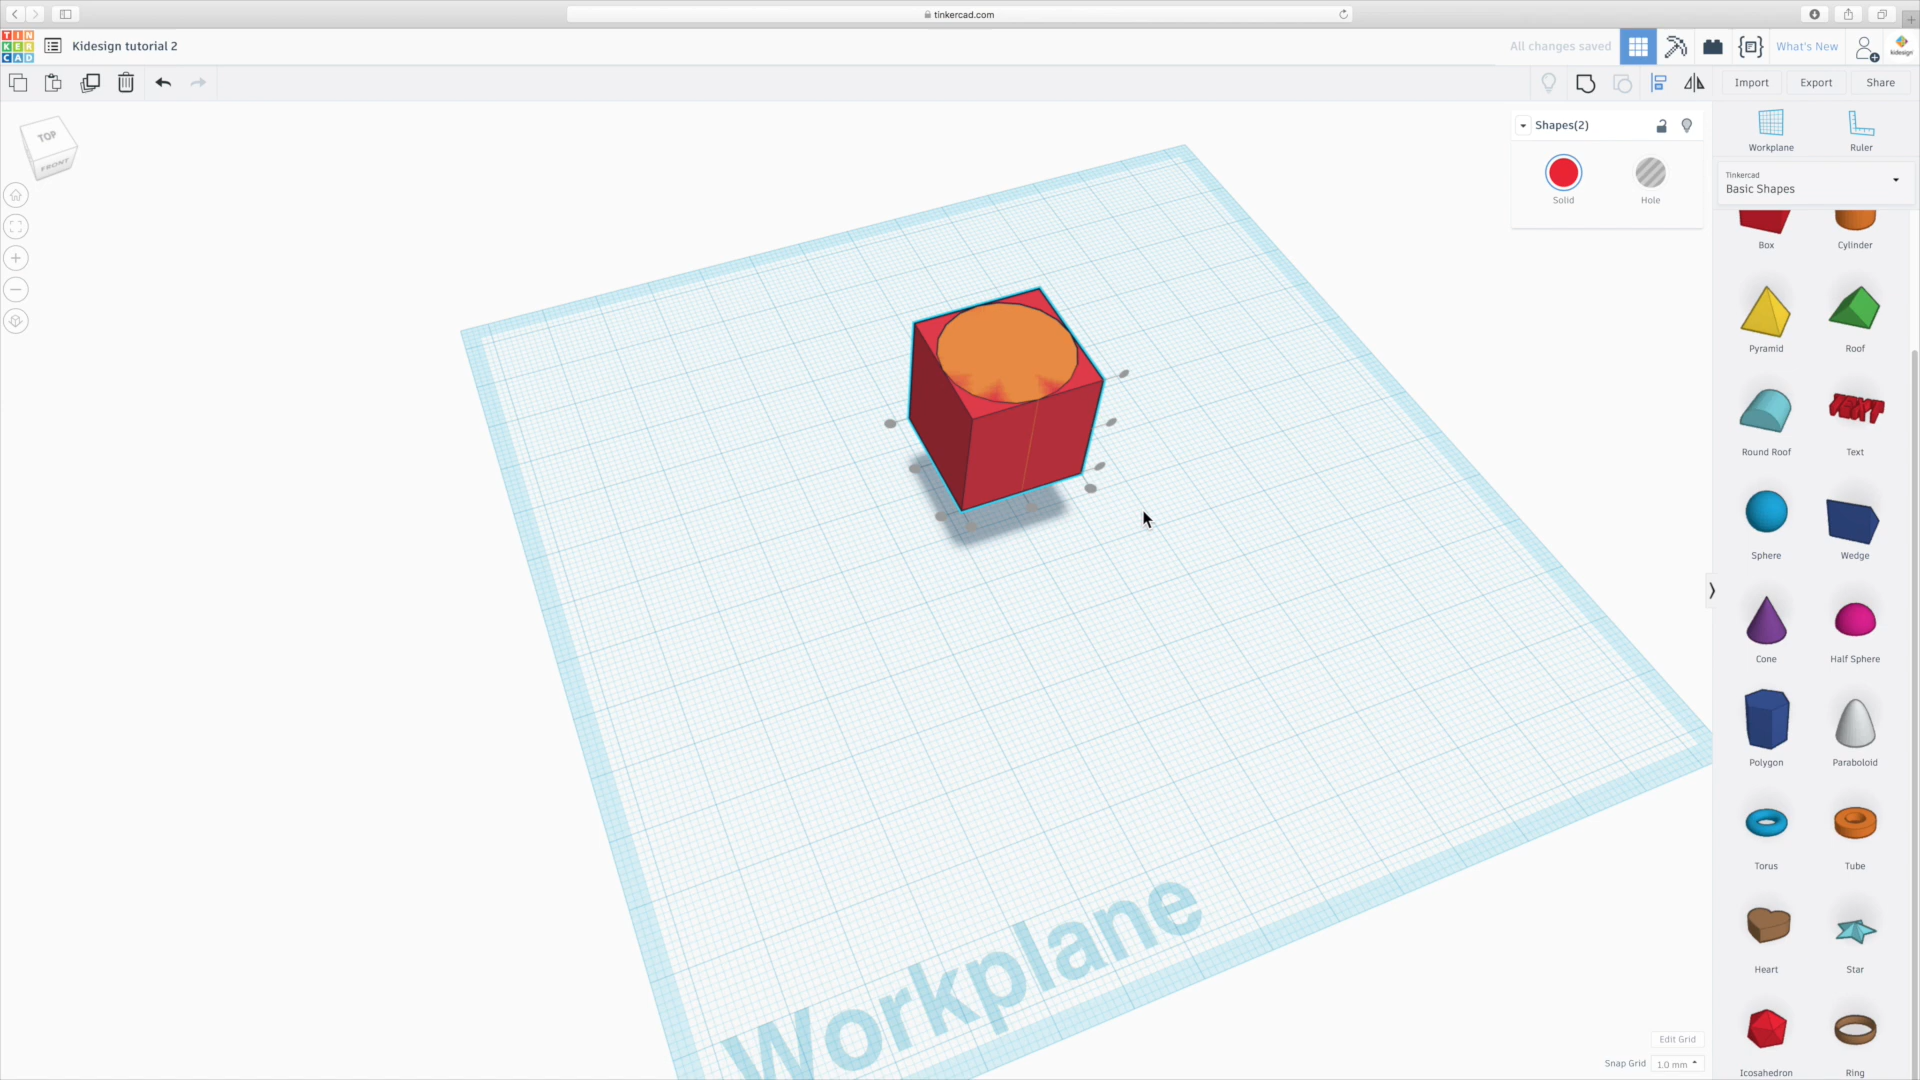 tinkercad.com
TIN
KER
CAD
Kidesign tutorial 2
All changes saved
What's New
kidesign
Import
Export
Share
TOP
FRONT
Shapes(2)
Solid
Hole
Workplane
Ruler
Tinkercad
Basic Shapes
Box
Cylinder
Pyramid
Roof
TEXT
Round Roof
Text
Sphere
Wedge
Cone
Half Sphere
Polygon
Paraboloid
Torus
Tube
Heart
Star
Icosahedron
Ring
Workplane
Edit Grid
Snap Grid
1.0 mm